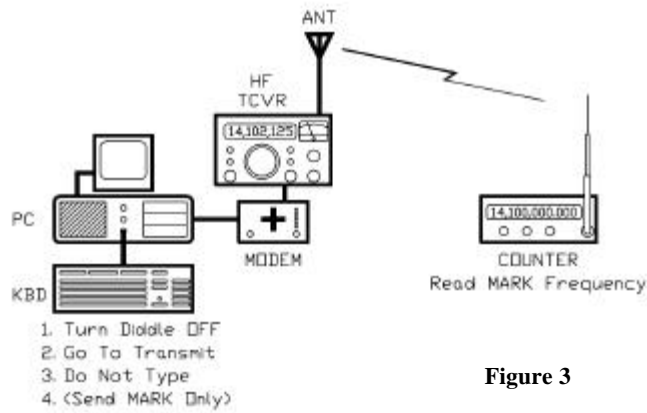 ANT
HF
TCVR
14,102,125
PC
MODEM
KBD
14,100,000.000
COUNTER
Read MARK Frequency
1. Turn Diddle OFF
2. Go To Transmit
3. Do Not Type
4. (Send MARK Only)
Figure 3